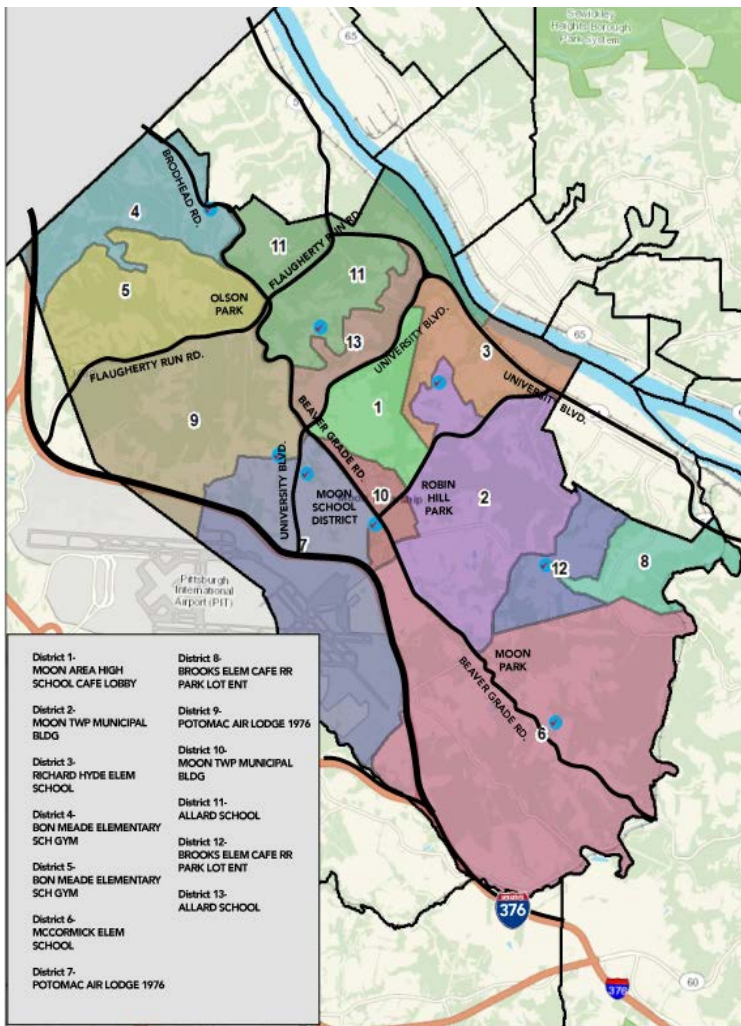 Sewickley
Heights Borough
Park System
65
BRODHEAD RD.
4
11
FLAUGHERTY RUN RD.
11
5
OLSON
PARK
65
13
UNIVERSITY BLVD.
3
FLAUGHERTY RUN RD.
UNIVERSITY BLVD.
1
9
BEAVER GRADE RD.
UNIVERSITY BLVD.
MOON
SCHOOL
DISTRICT
10
ROBIN
HILL
PARK
2
7
12
8
Pittsburgh
International
Airport (PIT)
MOON
PARK
BEAVER GRADE RD.
6
District 1-
MOON AREA HIGH
SCHOOL CAFE LOBBY
District 2-
MOON TWP MUNICIPAL
BLDG
District 3-
RICHARD HYDE ELEM
SCHOOL
District 4-
BON MEADE ELEMENTARY
SCH GYM
District 5-
BON MEADE ELEMENTARY
SCH GYM
District 6-
MCCORMICK ELEM
SCHOOL
District 7-
POTOMAC AIR LODGE 1976
District 8-
BROOKS ELEM CAFE RR
PARK LOT ENT
District 9-
POTOMAC AIR LODGE 1976
District 10-
MOON TWP MUNICIPAL
BLDG
District 11-
ALLARD SCHOOL
District 12-
BROOKS ELEM CAFE RR
PARK LOT ENT
District 13-
ALLARD SCHOOL
376
376
60